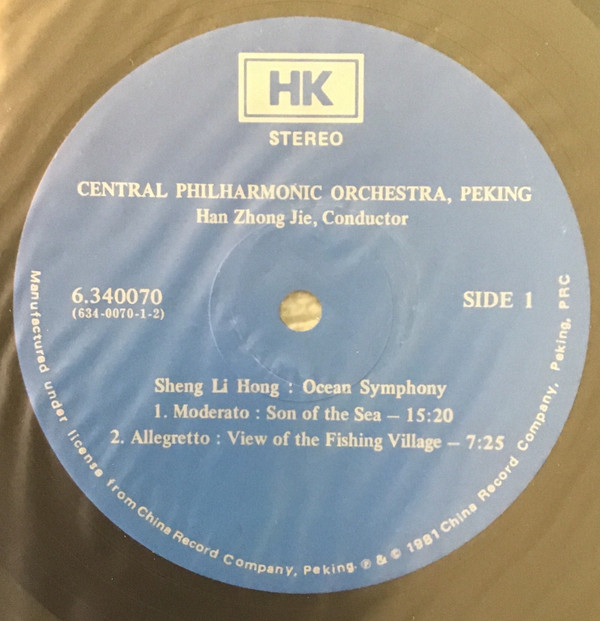 HK
STEREO
CENTRAL PHILHARMONIC ORCHESTRA, PEKING
Han Zhong Jie, Conductor
6.340070
(634-0070-1-2)
SIDE 1
Sheng Li Hong : Ocean Symphony
1. Moderato : Son of the Sea – 15:20
2. Allegretto : View of the Fishing Village – 7:25
Manufactured under license from China Record Company, Peking. ℗ & © 1981 China Record Company, Peking, PRC